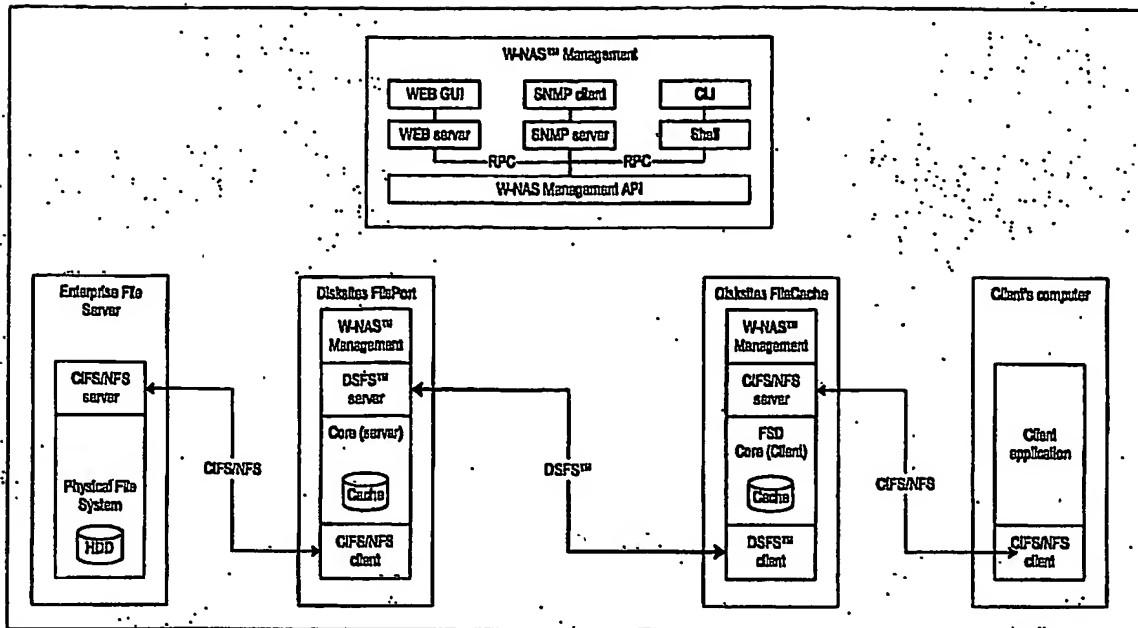 W-NAS™ Management
WEB GUI
SNMP client
CLI
WEB server
SNMP server
Shell
RPC
RPC
W-NAS Management API
Enterprise File
Server
CIFS/NFS
server
Physical File
System
HDD
CIFS/NFS
Disksites FilePort
W-NAS™
Management
DSFS™
server
Core (server)
Cache
CIFS/NFS
client
DSFS™
Disksites FileCache
W-NAS™
Management
CIFS/NFS
server
FSD
Core (Client)
Cache
DSFS™
client
CIFS/NFS
Client's computer
Client
application
CIFS/NFS
client